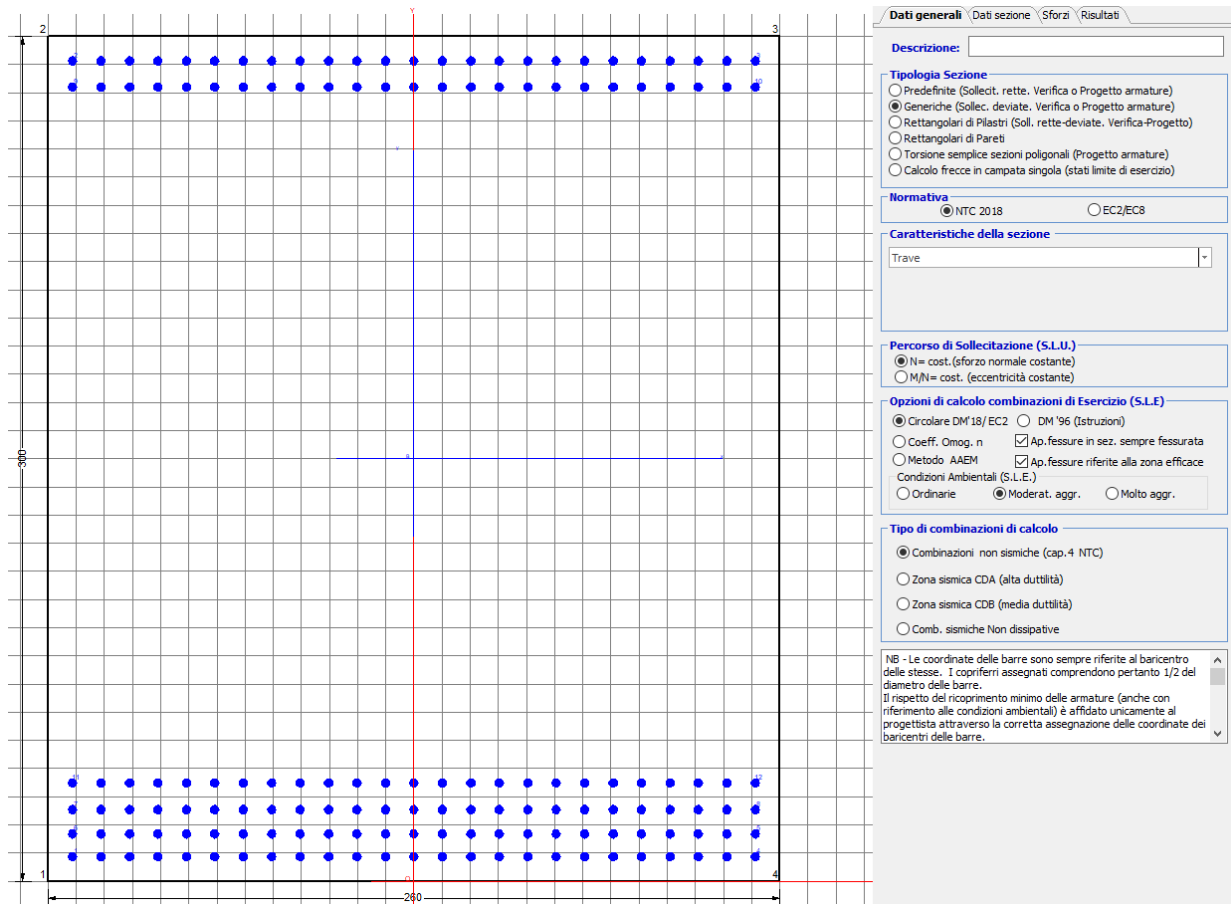 Y
2
3
300
1
4
260
Dati generali
Dati sezione
Sforzi
Risultati
Descrizione:
Tipologia Sezione
Predefinite (Sollecit. rette. Verifica o Progetto armature)
Generiche (Sollec. deviate. Verifica o Progetto armature)
Rettangolari di Pilastri (Soll. rette-deviate. Verifica-Progetto)
Rettangolari di Pareti
Torsione semplice sezioni poligonali (Progetto armature)
Calcolo frecce in campata singola (stati limite di esercizio)
Normativa
NTC 2018
EC2/EC8
Caratteristiche della sezione
Trave
Percorso di Sollecitazione (S.L.U.)
N= cost.(sforzo normale costante)
M/N= cost. (eccentricità costante)
Opzioni di calcolo combinazioni di Esercizio (S.L.E)
Circolare DM'18/ EC2
DM '96 (Istruzioni)
Coeff. Omog. n
Ap.fessure in sez. sempre fessurata
Metodo AAEM
Ap.fessure riferite alla zona efficace
Condizioni Ambientali (S.L.E.)
Ordinarie
Moderat. aggr.
Molto aggr.
Tipo di combinazioni di calcolo
Combinazioni non sismiche (cap.4 NTC)
Zona sismica CDA (alta duttilità)
Zona sismica CDB (media duttilità)
Comb. sismiche Non dissipative
NB - Le coordinate delle barre sono sempre riferite al baricentro
delle stesse. I copriferri assegnati comprendono pertanto 1/2 del
diametro delle barre.
Il rispetto del ricoprimento minimo delle armature (anche con
riferimento alle condizioni ambientali) è affidato unicamente al
progettista attraverso la corretta assegnazione delle coordinate dei
baricentri delle barre.